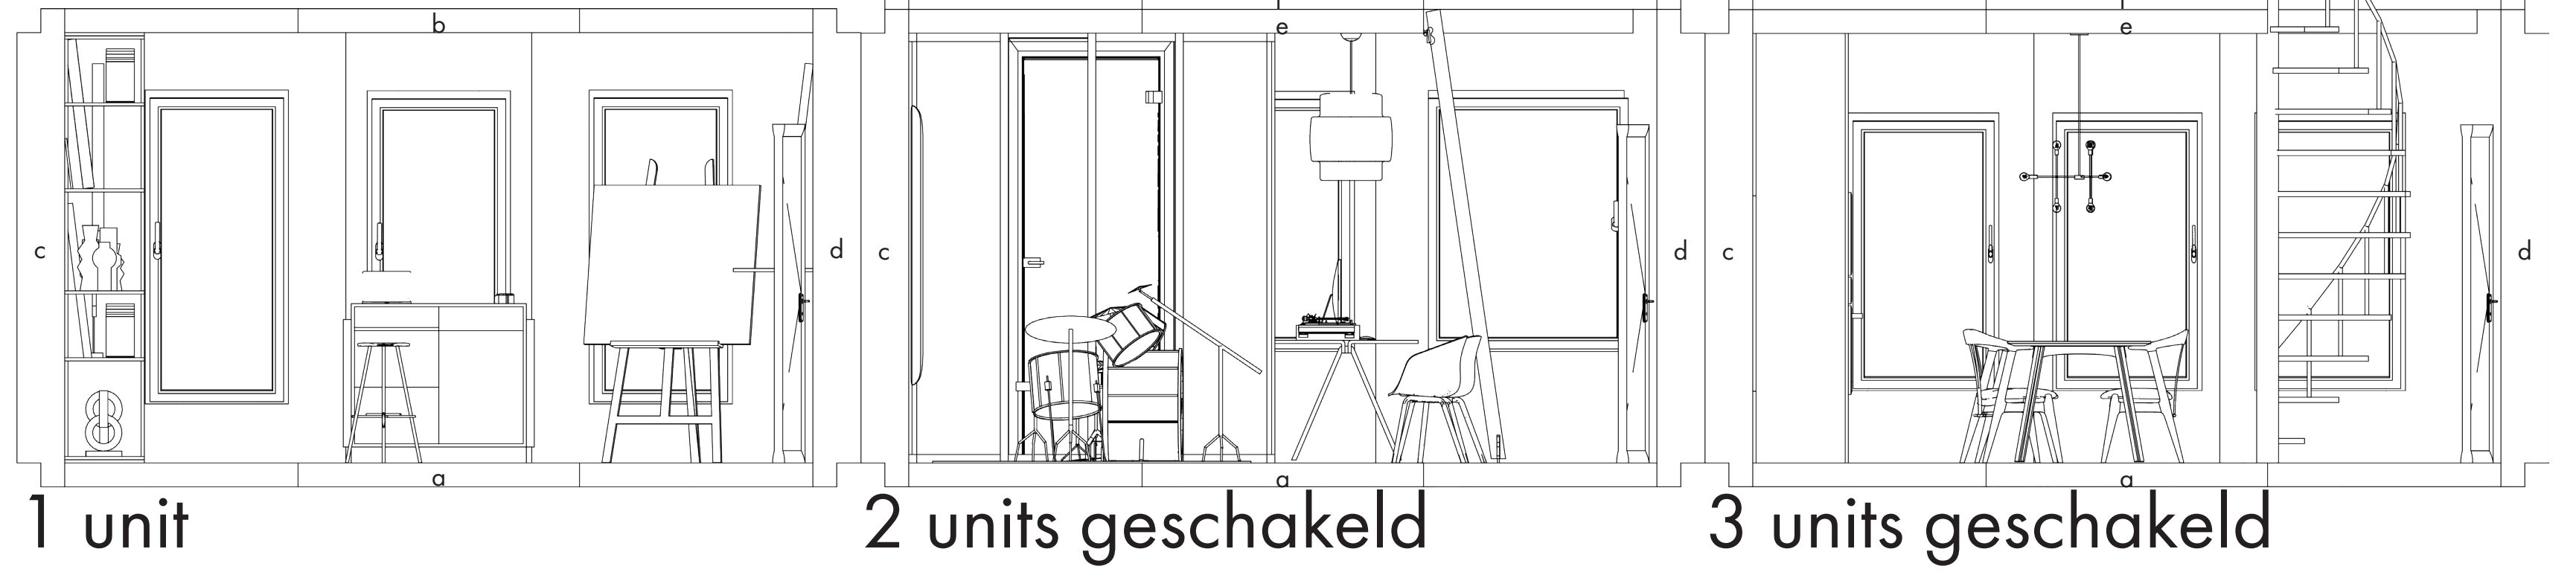 b
e
e
c
d
c
d
c
d
a
a
a
1 unit
2 units geschakeld
3 units geschakeld